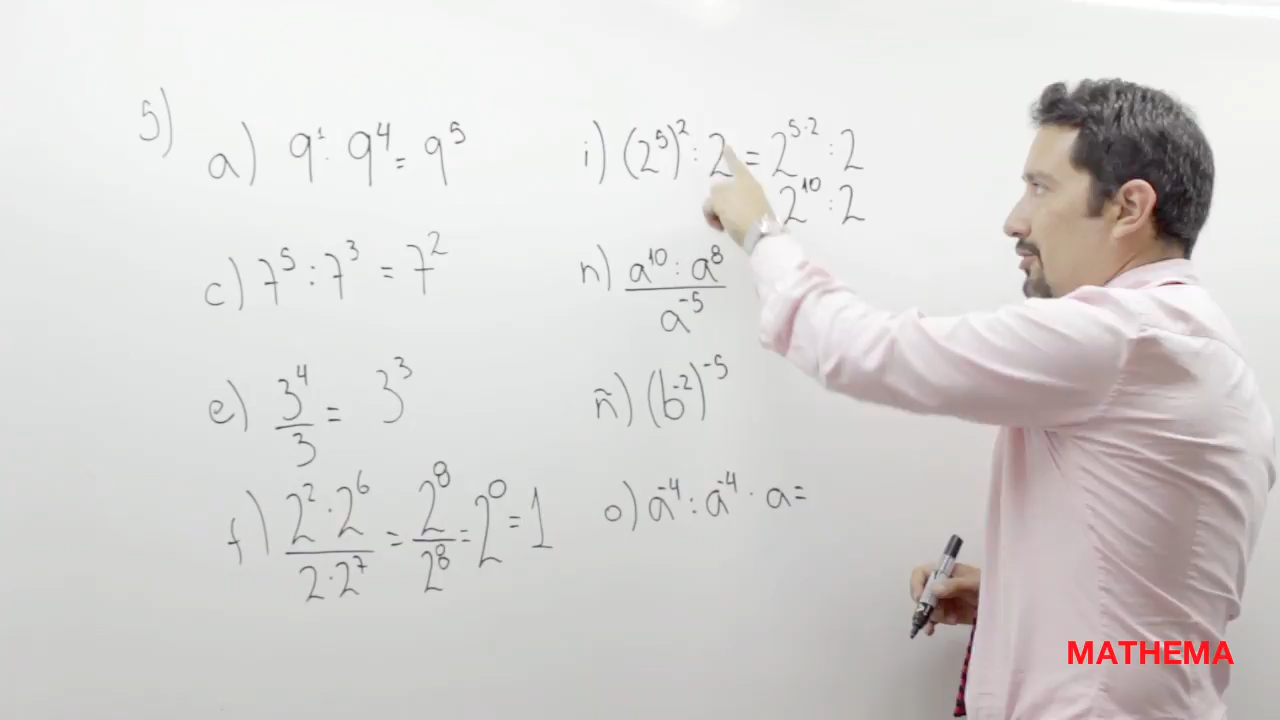 5)
a) 9¹ · 9⁴ = 9⁵
c) 7⁵ : 7³ = 7²
e) 3⁴/3 = 3³
f) 2² · 2⁶ / 2 · 2⁷ = 2⁸/2⁸ = 2⁰ = 1
i) (2⁵)² : 2 = 2⁵·² : 2
2¹⁰ : 2
n) a¹⁰ : a⁸ / a⁻⁵
ñ) (b⁻²)⁻⁵
o) a⁻⁴ : a⁻⁴ · a =
MATHEMA